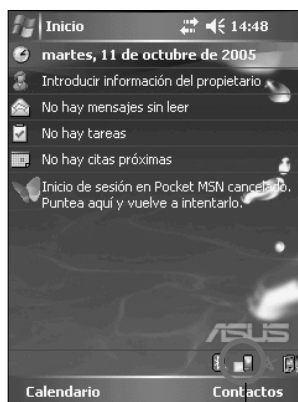 Inicio 14:48
martes, 11 de octubre de 2005
Introducir información del propietario
No hay mensajes sin leer
No hay tareas
No hay citas próximas
Inicio de sesión en Pocket MSN cancelado.
Puntea aquí y vuelve a intentarlo.
ASUS
Calendario Contactos